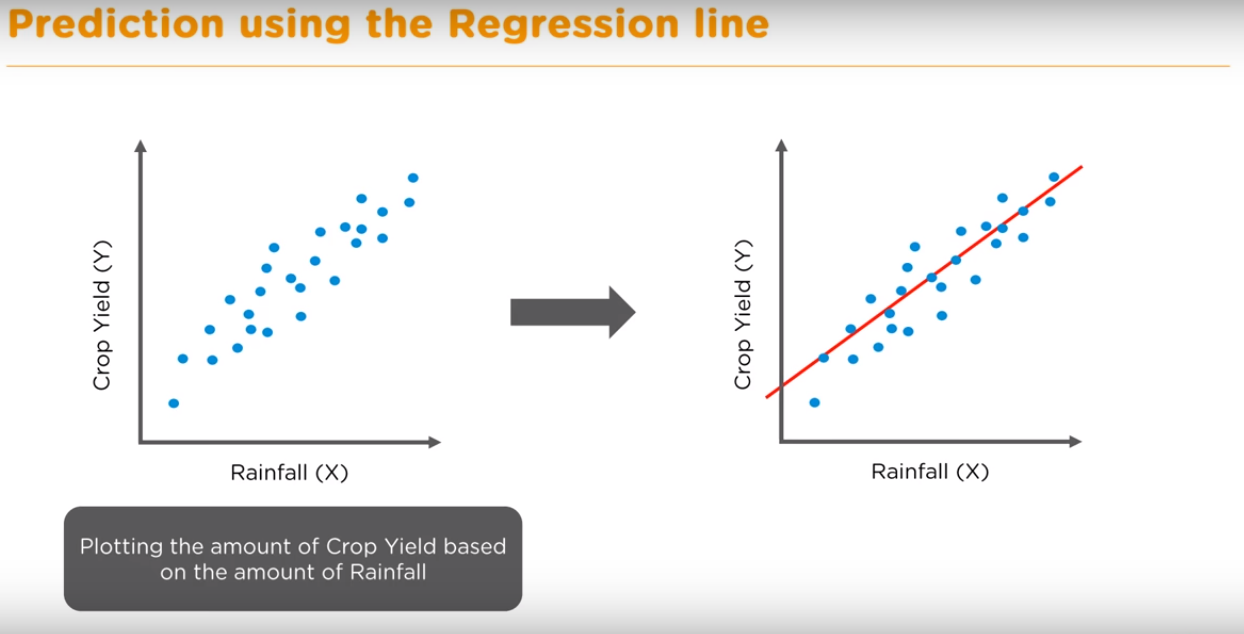 Prediction using the Regression line
Crop Yield (Y)
Rainfall (X)
Crop Yield (Y)
Rainfall (X)
Plotting the amount of Crop Yield based
on the amount of Rainfall